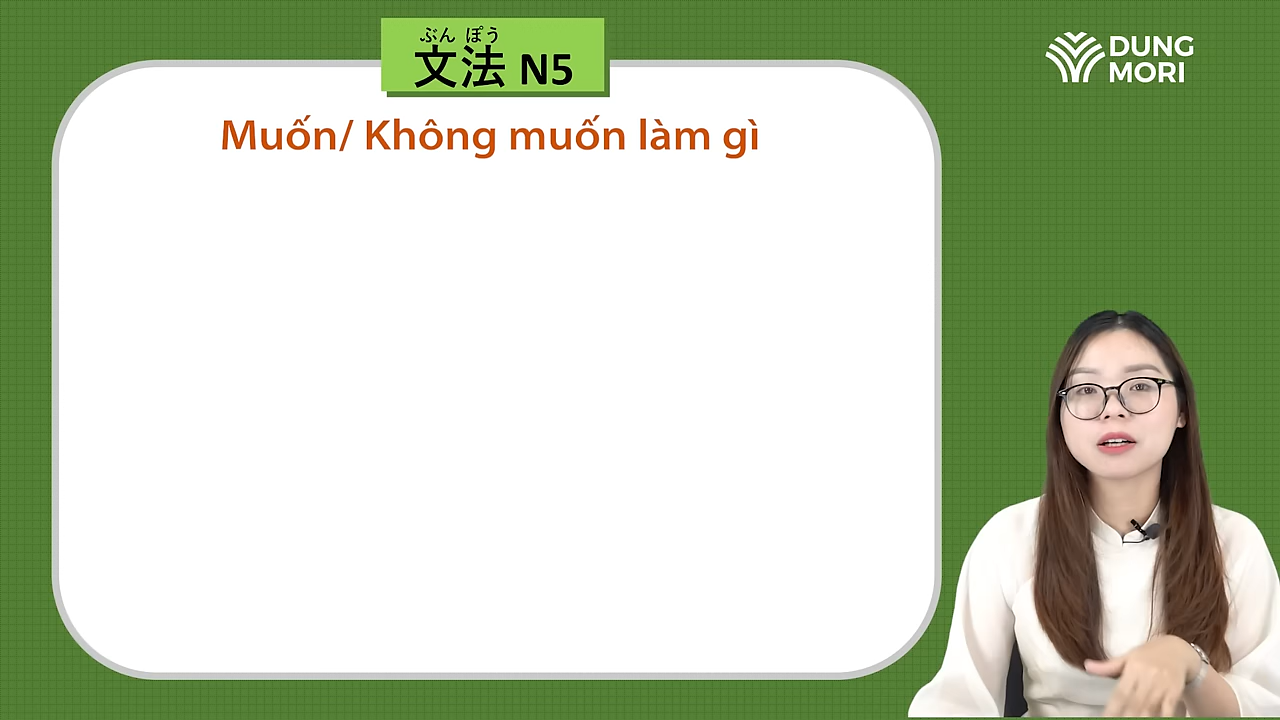 ぶん ぽう
文法 N5
DUNG
MORI
Muốn/ Không muốn làm gì